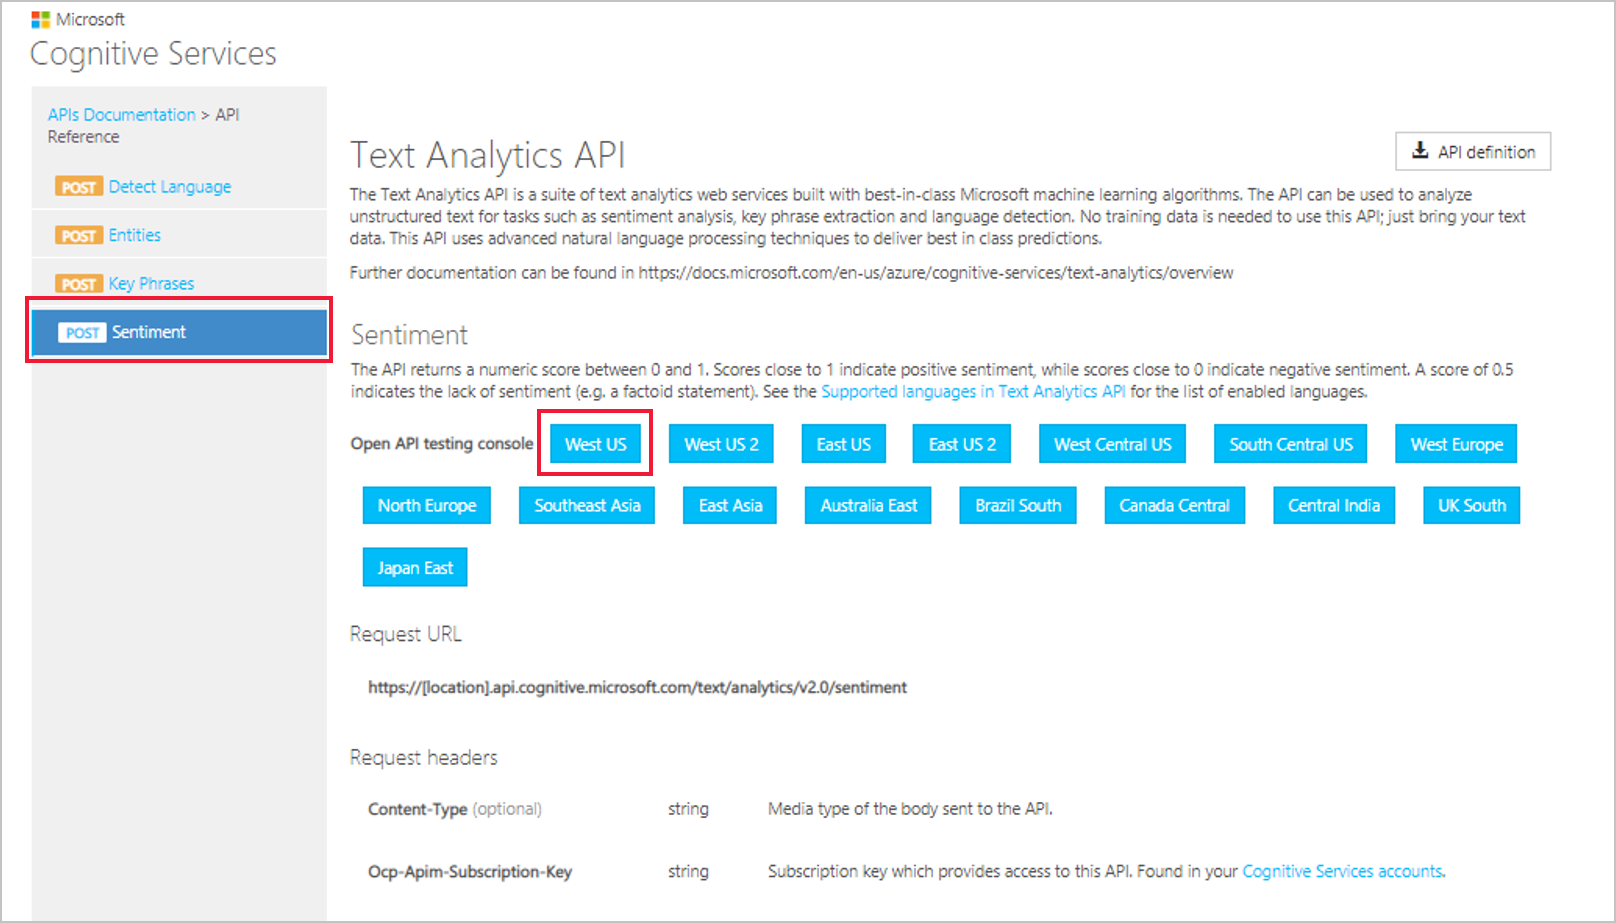 Microsoft
Cognitive Services
APIs Documentation > API
Reference
POST Detect Language
POST Entities
POST Key Phrases
POST Sentiment
Text Analytics API
API definition
The Text Analytics API is a suite of text analytics web services built with best-in-class Microsoft machine learning algorithms. The API can be used to analyze
unstructured text for tasks such as sentiment analysis, key phrase extraction and language detection. No training data is needed to use this API; just bring your text
data. This API uses advanced natural language processing techniques to deliver best in class predictions.
Further documentation can be found in https://docs.microsoft.com/en-us/azure/cognitive-services/text-analytics/overview
Sentiment
The API returns a numeric score between 0 and 1. Scores close to 1 indicate positive sentiment, while scores close to 0 indicate negative sentiment. A score of 0.5
indicates the lack of sentiment (e.g. a factoid statement). See the Supported languages in Text Analytics API for the list of enabled languages.
Open API testing console West US West US 2 East US East US 2 West Central US South Central US West Europe
North Europe Southeast Asia East Asia Australia East Brazil South Canada Central Central India UK South
Japan East
Request URL
https://[location].api.cognitive.microsoft.com/text/analytics/v2.0/sentiment
Request headers
Content-Type (optional) string Media type of the body sent to the API.
Ocp-Apim-Subscription-Key string Subscription key which provides access to this API. Found in your Cognitive Services accounts.